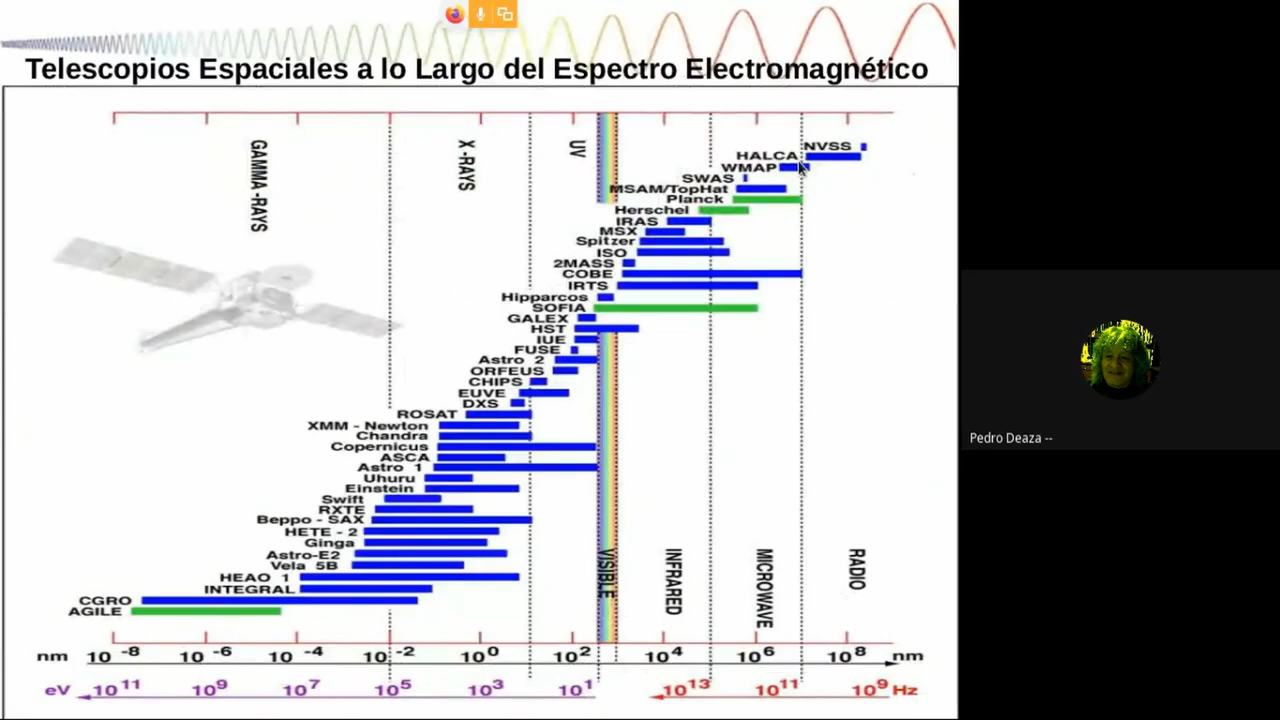 Telescopios Espaciales a lo Largo del Espectro Electromagnético
GAMMA-RAYS
X-RAYS
UV
NVSS
HALCA
WMAP
SWAS
MSAM/TopHat
Planck
Herschel
IRAS
MSX
Spitzer
ISO
2MASS
COBE
IRTS
Hipparcos
SOFIA
GALEX
HST
IUE
FUSE
Astro 2
ORFEUS
CHIPS
EUVE
DXS
ROSAT
XMM - Newton
Chandra
Copernicus
ASCA
Astro 1
Uhuru
Einstein
Swift
RXTE
Beppo - SAX
HETE - 2
Ginga
Astro-E2
Vela 5B
HEAO 1
INTEGRAL
CGRO
AGILE
VISIBLE
INFRARED
MICROWAVE
RADIO
nm 10⁻⁸ 10⁻⁶ 10⁻⁴ 10⁻² 10⁰ 10² 10⁴ 10⁶ 10⁸ nm
eV 10¹¹ 10⁹ 10⁷ 10⁵ 10³ 10¹ 10¹³ 10¹¹ 10⁹ Hz
Pedro Deaza --